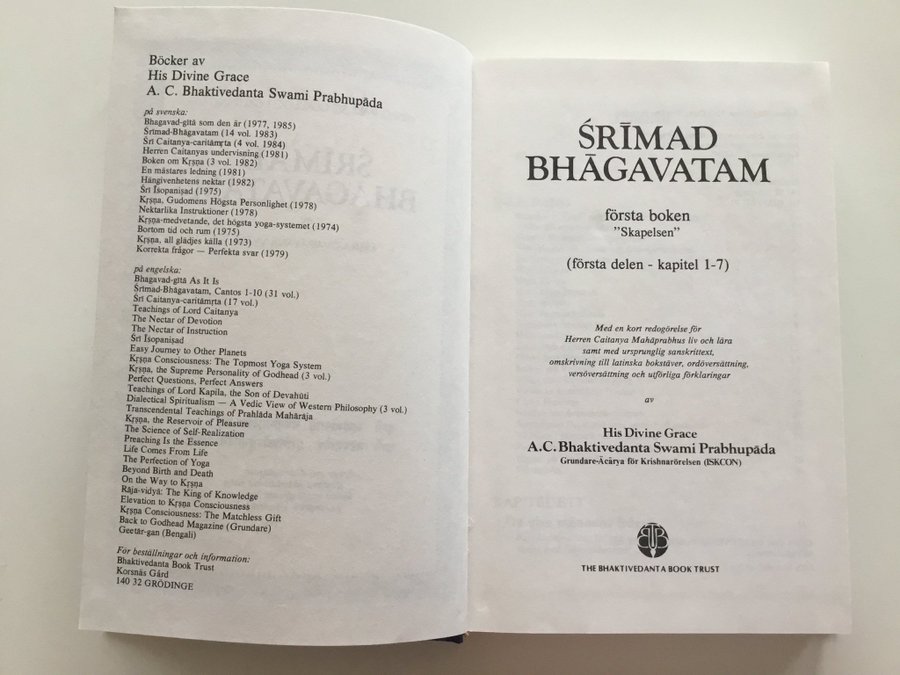 Böcker av
His Divine Grace
A. C. Bhaktivedanta Swami Prabhupāda
på svenska:
Bhagavad-gītā som den är (1977, 1985)
Śrīmad-Bhāgavatam (14 vol. 1983)
Śrī Caitanya-caritāmṛta (4 vol. 1984)
Herren Caitanyas undervisning (1981)
Boken om Kṛṣṇa (3 vol. 1982)
En mästares ledning (1981)
Hängivenhetens nektar (1982)
Śrī Īsopaniṣad (1975)
Kṛṣṇa, Gudomens Högsta Personlighet (1978)
Nektarlika Instruktioner (1978)
Kṛṣṇa-medvetande, det högsta yoga-systemet (1974)
Bortom tid och rum (1975)
Kṛṣṇa, all glädjes källa (1973)
Korrekta frågor — Perfekta svar (1979)
på engelska:
Bhagavad-gītā As It Is
Śrīmad-Bhāgavatam, Cantos 1-10 (31 vol.)
Śrī Caitanya-caritāmṛta (17 vol.)
Teachings of Lord Caitanya
The Nectar of Devotion
The Nectar of Instruction
Śrī Īsopaniṣad
Easy Journey to Other Planets
Kṛṣṇa Consciousness: The Topmost Yoga System
Kṛṣṇa, the Supreme Personality of Godhead (3 vol.)
Perfect Questions, Perfect Answers
Teachings of Lord Kapila, the Son of Devahūti
Dialectical Spiritualism — A Vedic View of Western Philosophy (3 vol.)
Transcendental Teachings of Prahlāda Mahārāja
Kṛṣṇa, the Reservoir of Pleasure
The Science of Self-Realization
Preaching Is the Essence
Life Comes From Life
The Perfection of Yoga
Beyond Birth and Death
On the Way to Kṛṣṇa
Rāja-vidyā: The King of Knowledge
Elevation to Kṛṣṇa Consciousness
Kṛṣṇa Consciousness: The Matchless Gift
Back to Godhead Magazine (Grundare)
Geetār-gan (Bengali)
För beställningar och information:
Bhaktivedanta Book Trust
Korsnäs Gård
140 32 GRÖDINGE
ŚRĪMAD
BHĀGAVATAM
första boken
"Skapelsen"
(första delen - kapitel 1-7)
Med en kort redogörelse för
Herren Caitanya Mahāprabhus liv och lära
samt med ursprunglig sanskrittext,
omskrivning till latinska bokstäver, ordöversättning,
versöversättning och utförliga förklaringar
av
His Divine Grace
A.C. Bhaktivedanta Swami Prabhupāda
Grundare-Ācārya för Krishnarörelsen (ISKCON)
BTB
THE BHAKTIVEDANTA BOOK TRUST